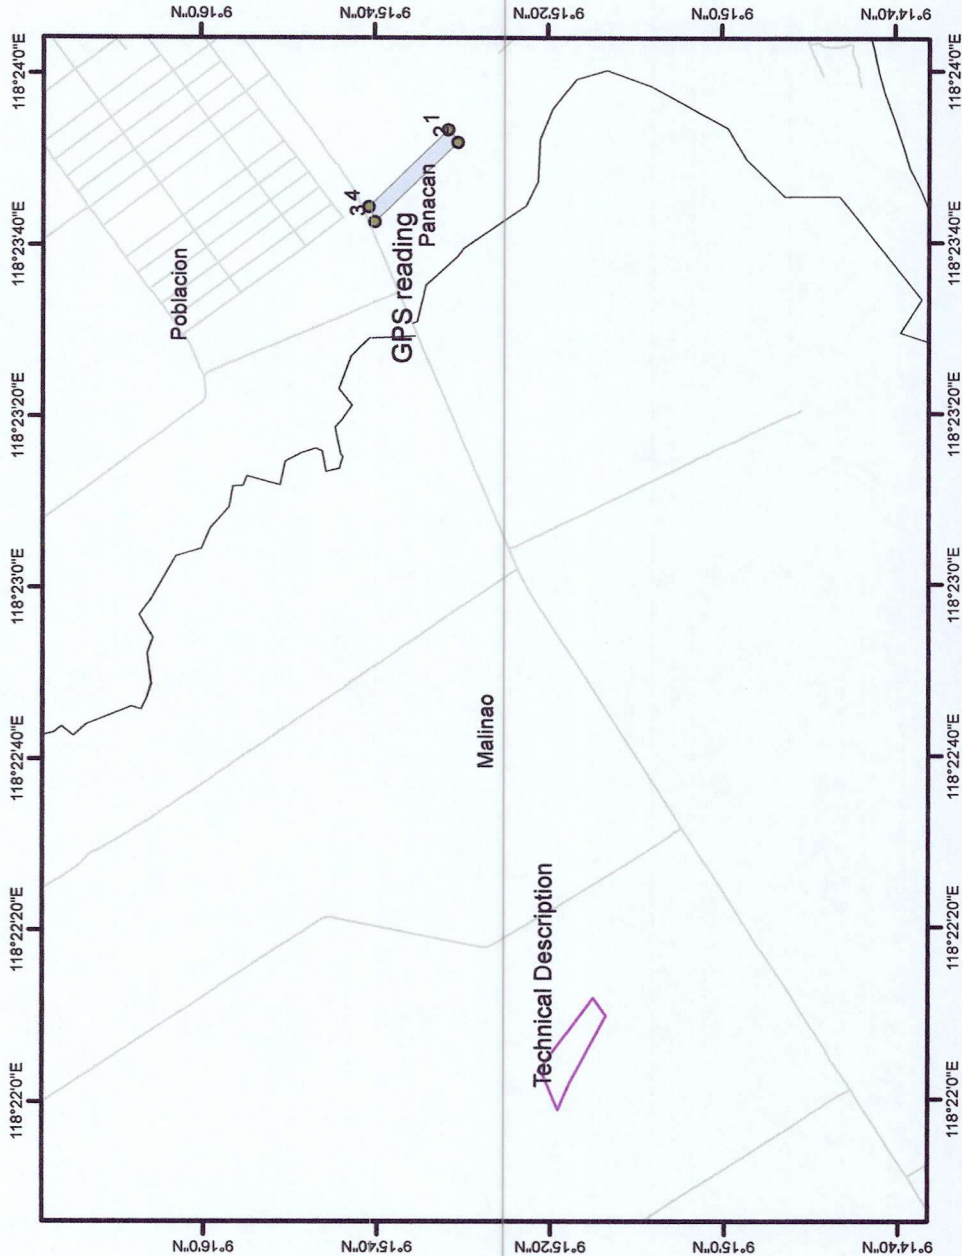 118°22'0"E
118°22'20"E
118°22'40"E
118°23'0"E
118°23'20"E
118°23'40"E
118°24'0"E
9°16'0"N
9°16'0"N
Poblacion
9°15'40"N
9°15'40"N
3 4
GPS reading
Panacan
2 1
Malinao
9°15'20"N
9°15'20"N
Technical Description
9°15'0"N
9°15'0"N
9°14'40"N
9°14'40"N
118°22'0"E
118°22'20"E
118°22'40"E
118°23'0"E
118°23'20"E
118°23'40"E
118°24'0"E